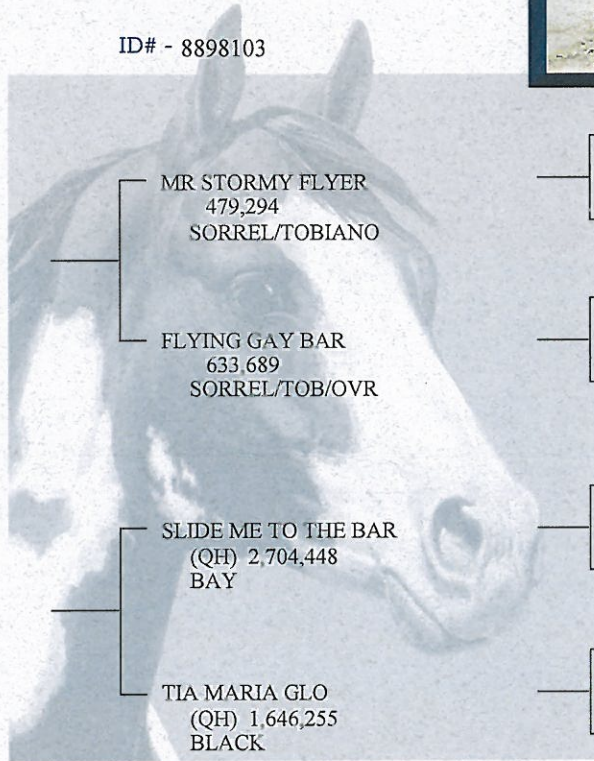 ID# - 8898103
MR STORMY FLYER
479,294
SORREL/TOBIANO
FLYING GAY BAR
633,689
SORREL/TOB/OVR
SLIDE ME TO THE BAR
(QH) 2,704,448
BAY
TIA MARIA GLO
(QH) 1,646,255
BLACK